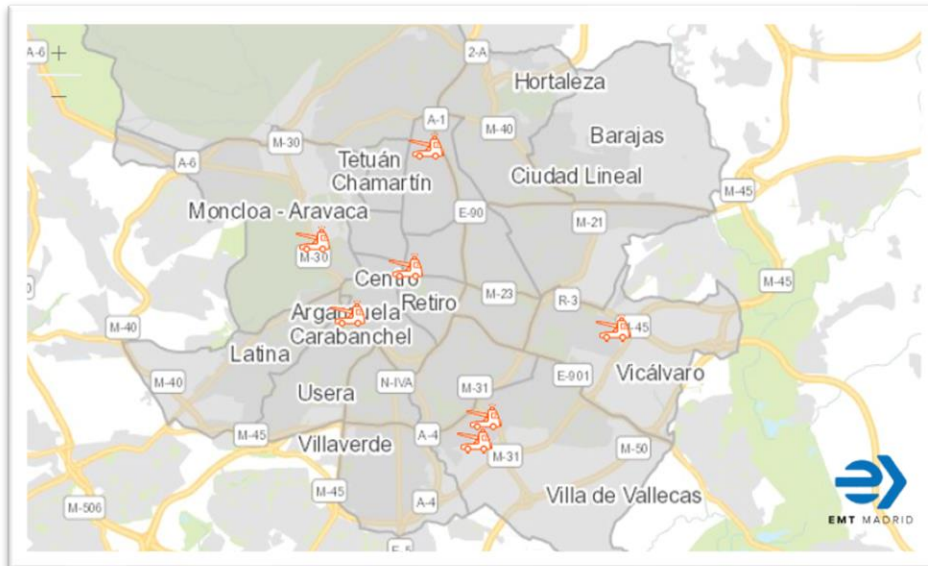 A-6
+
−
2-A
Hortaleza
A-1
M-40
Barajas
M-30
A-6
Tetuán
Chamartín
Ciudad Lineal
M-45
Moncloa - Aravaca
E-90
M-21
M-30
M-45
Centro
Retiro
M-23
R-3
M-40
Carabanchel
Latina
M-40
Usera
N-IVA
M-31
E-901
Vicálvaro
M-45
Villaverde
A-4
M-31
M-50
M-45
A-4
Villa de Vallecas
M-506
E-5
EMT MADRID